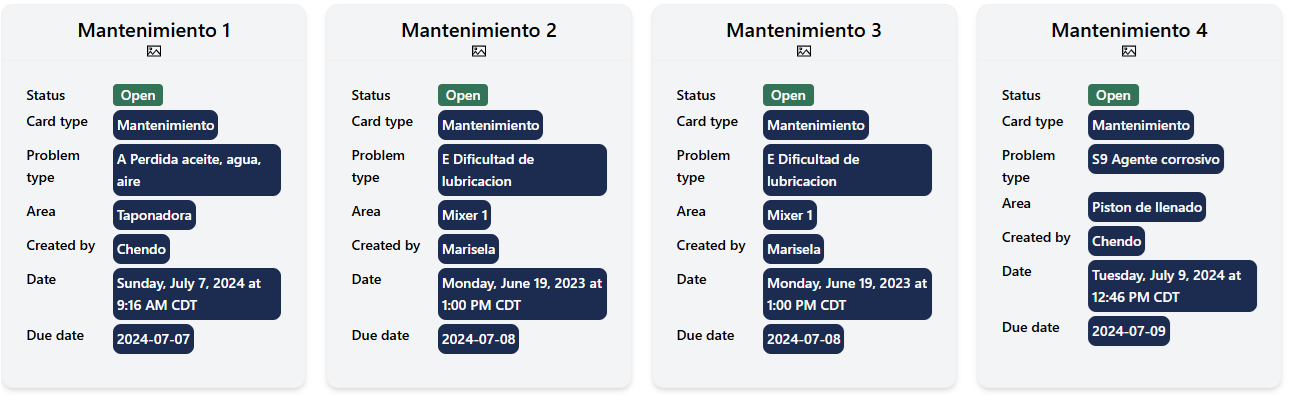 Mantenimiento 1
Status Open
Card type Mantenimiento
Problem type A Perdida aceite, agua, aire
Area Taponadora
Created by Chendo
Date Sunday, July 7, 2024 at 9:16 AM CDT
Due date 2024-07-07
Mantenimiento 2
Status Open
Card type Mantenimiento
Problem type E Dificultad de lubricacion
Area Mixer 1
Created by Marisela
Date Monday, June 19, 2023 at 1:00 PM CDT
Due date 2024-07-08
Mantenimiento 3
Status Open
Card type Mantenimiento
Problem type E Dificultad de lubricacion
Area Mixer 1
Created by Marisela
Date Monday, June 19, 2023 at 1:00 PM CDT
Due date 2024-07-08
Mantenimiento 4
Status Open
Card type Mantenimiento
Problem type S9 Agente corrosivo
Area Piston de llenado
Created by Chendo
Date Tuesday, July 9, 2024 at 12:46 PM CDT
Due date 2024-07-09